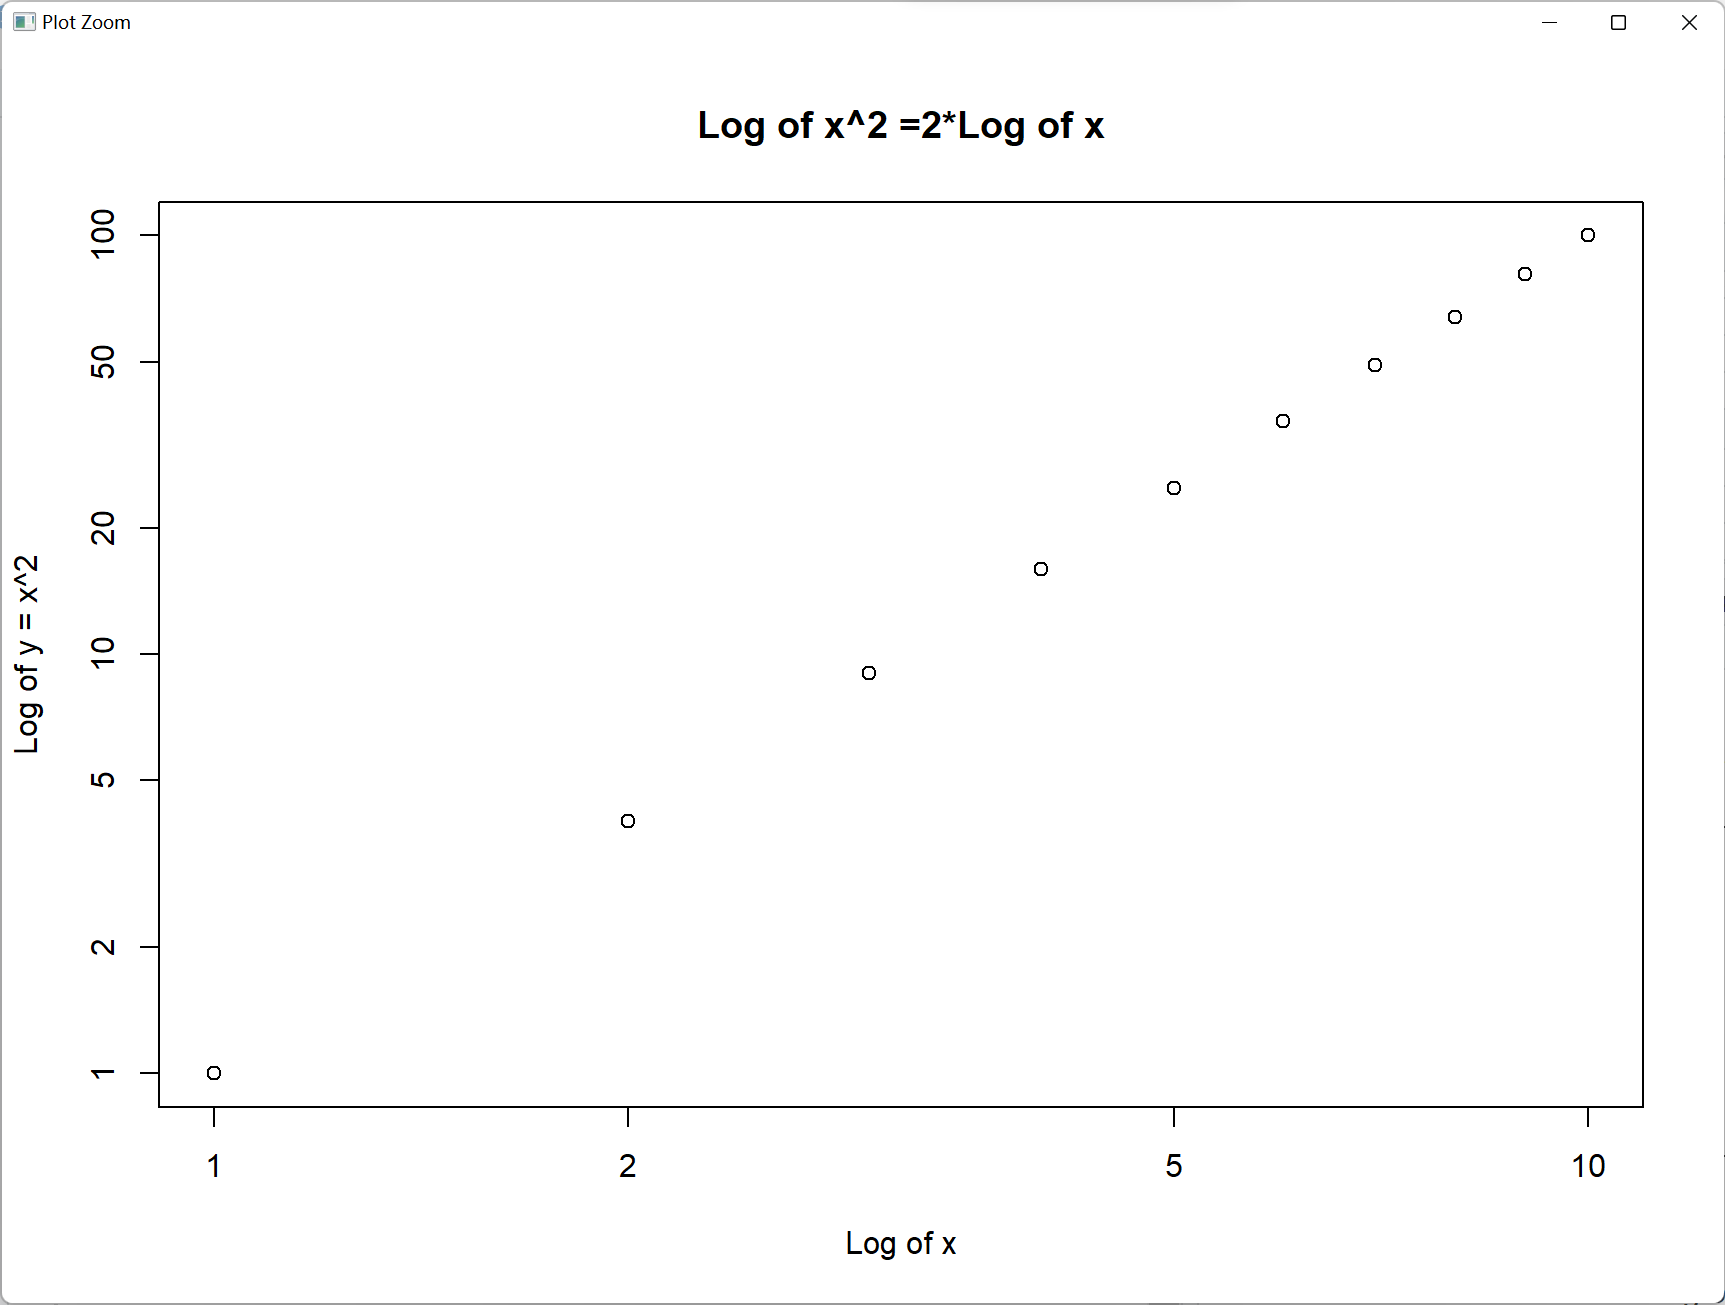 Plot Zoom
Log of x^2 =2*Log of x
100
50
20
10
5
2
1
Log of y = x^2
1 2 5 10
Log of x